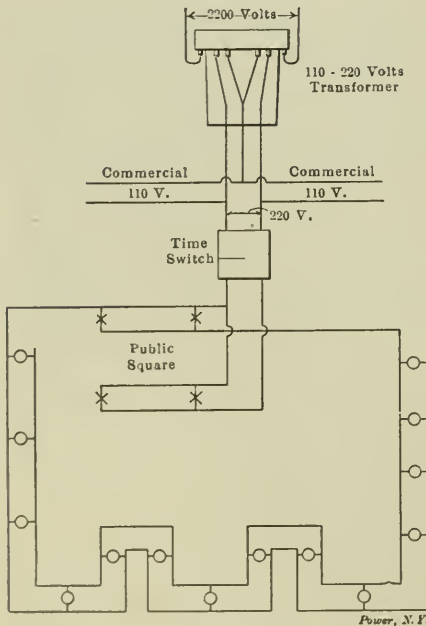 2200 Volts
110 - 220 Volts
Transformer
Commercial
Commercial
110 V.
110 V.
220 V.
Time
Switch
Public
Square
Power, N.Y.